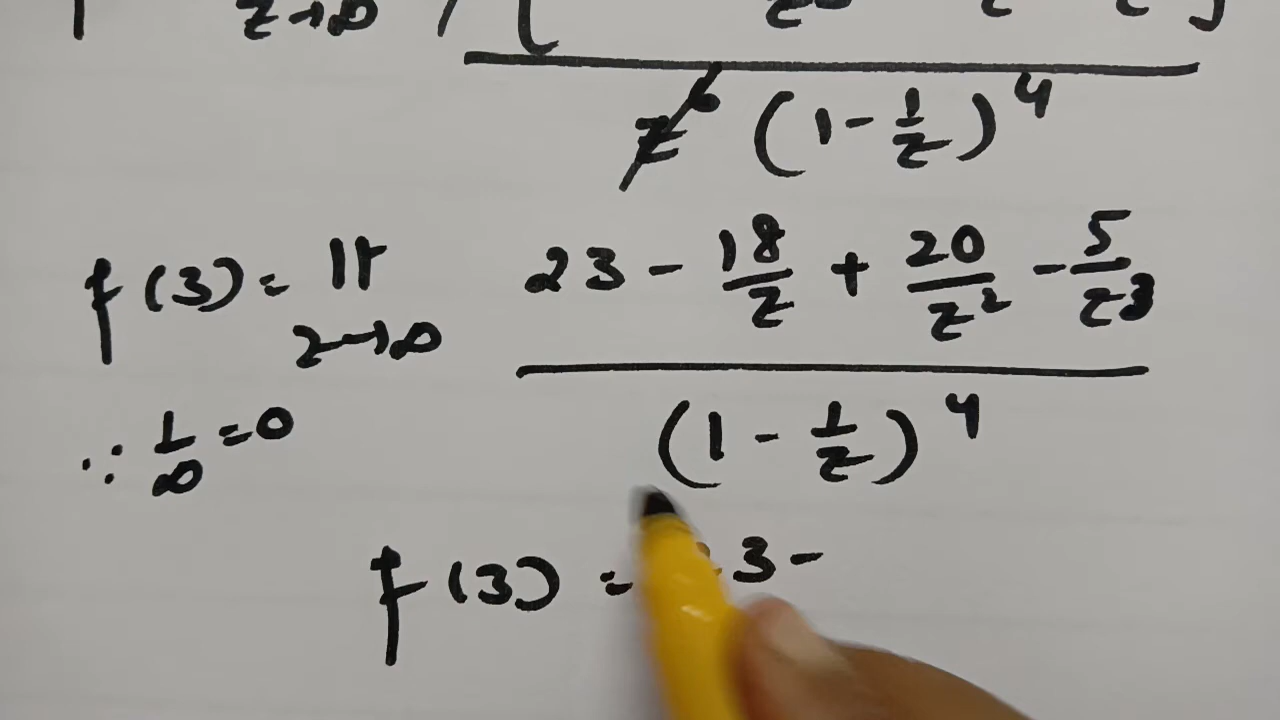 z→∞
z⁶ (1 - 1/z)⁴
f(3) = lt z→∞ 23 - 18/z + 20/z² - 5/z³
∵ 1/∞ = 0 (1 - 1/z)⁴
f(3) = 3 -